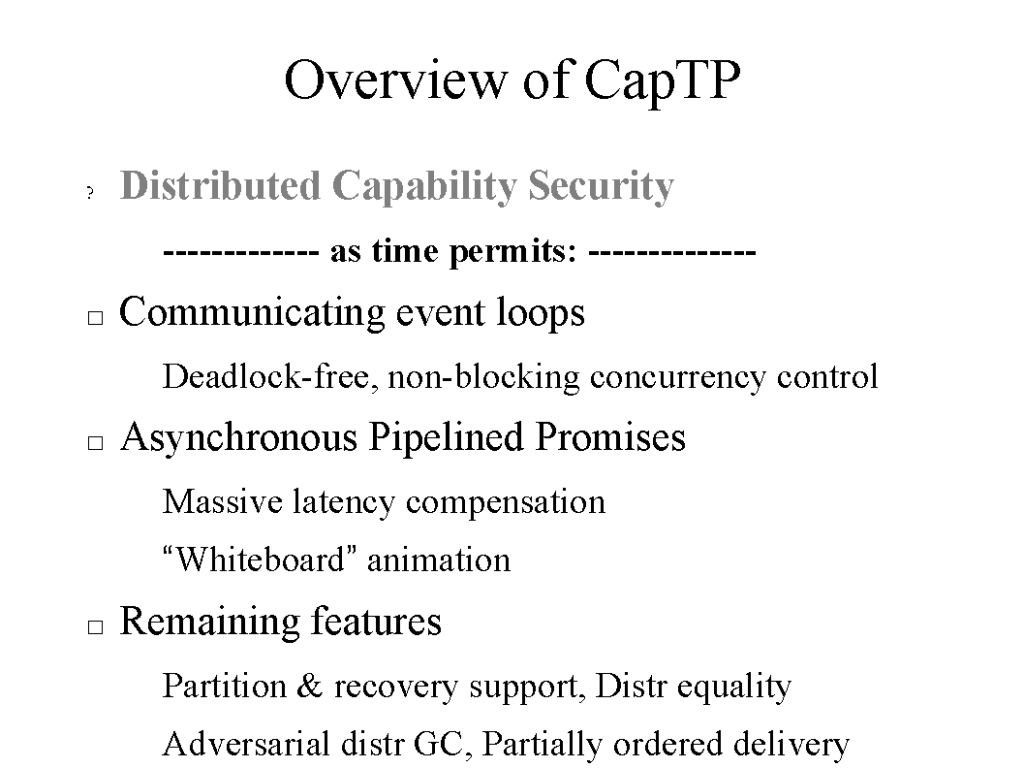 Overview of CapTP
? Distributed Capability Security
------------- as time permits: --------------
□ Communicating event loops
Deadlock-free, non-blocking concurrency control
□ Asynchronous Pipelined Promises
Massive latency compensation
“Whiteboard” animation
□ Remaining features
Partition & recovery support, Distr equality
Adversarial distr GC, Partially ordered delivery